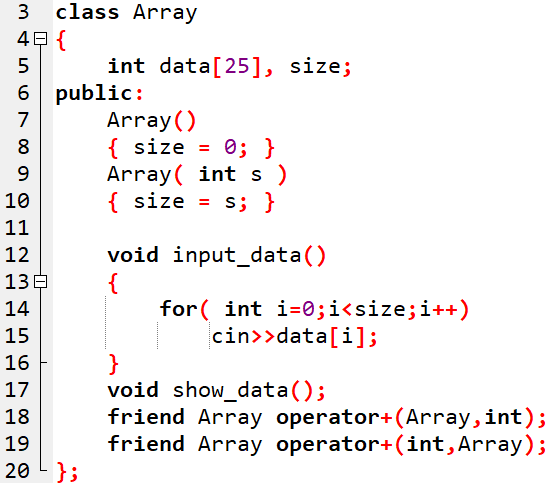 3 class Array
4 {
5 int data[25], size;
6 public:
7 Array()
8 { size = 0; }
9 Array( int s )
10 { size = s; }
11
12 void input_data()
13 {
14 for( int i=0;i<size;i++)
15 cin>>data[i];
16 }
17 void show_data();
18 friend Array operator+(Array,int);
19 friend Array operator+(int,Array);
20 };